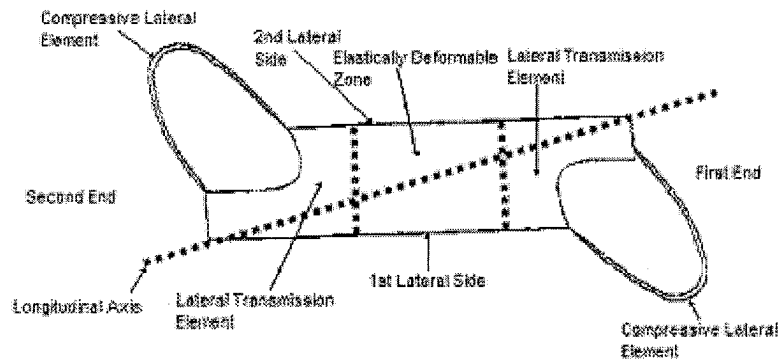 Compressive Lateral
Element
2nd Lateral
Side
Elastically Deformable
Zone
Lateral Transmission
Element
Second End
First End
Longitudinal Axis
Lateral Transmission
Element
1st Lateral Side
Compressive Lateral
Element